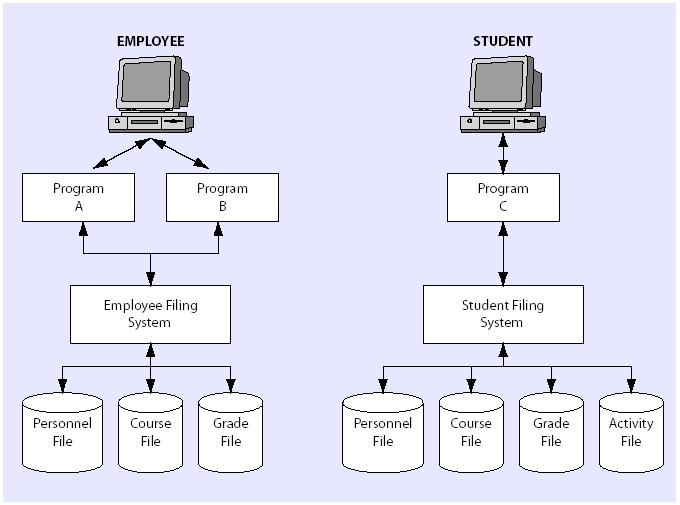 EMPLOYEE
STUDENT
Program
A
Program
B
Program
C
Employee Filing
System
Student Filing
System
Personnel
File
Course
File
Grade
File
Personnel
File
Course
File
Grade
File
Activity
File